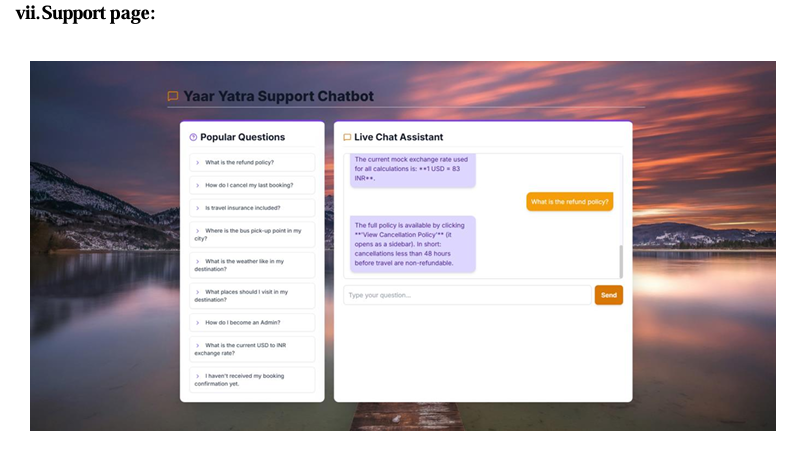 vii.Support page:
Yaar Yatra Support Chatbot
Popular Questions
What is the refund policy?
How do I cancel my last booking?
Is travel insurance included?
Where is the bus pick-up point in my
city?
What is the weather like in my
destination?
What places should I visit in my
destination?
How do I become an Admin?
What is the current USD to INR
exchange rate?
I haven't received my booking
confirmation yet.
Live Chat Assistant
The current mock exchange rate used
for all calculations is: **1 USD = 83
INR**.
What is the refund policy?
The full policy is available by clicking
**'View Cancellation Policy'** (it
opens as a sidebar). In short:
cancellations less than 48 hours
before travel are non-refundable.
Type your question...
Send